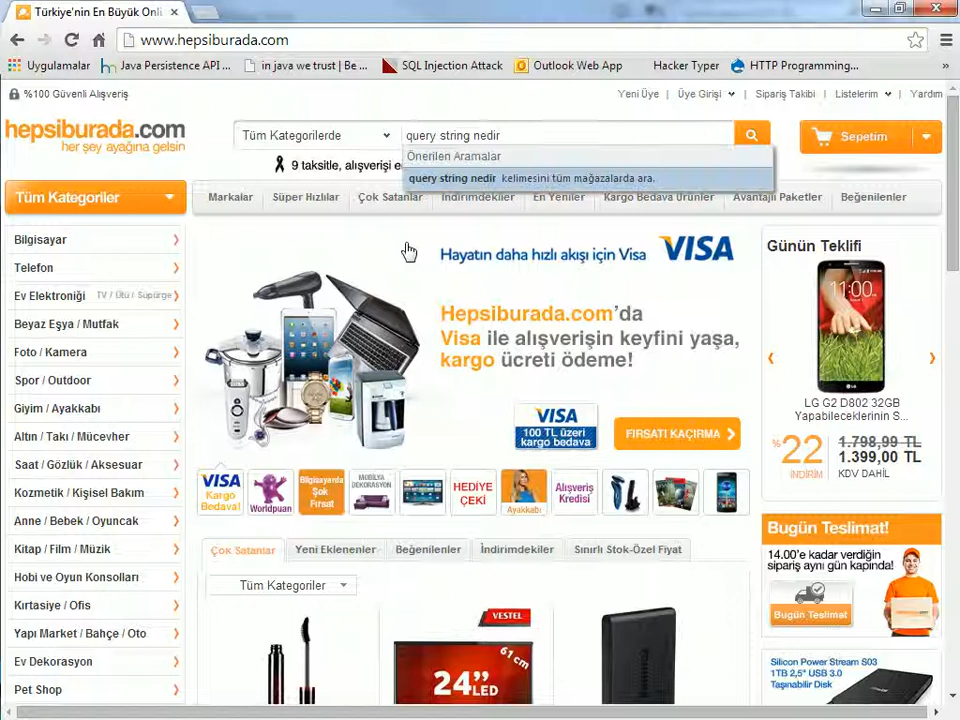 Türkiye'nin En Büyük Onli
www.hepsiburada.com
Uygulamalar
Java Persistence API ...
in java we trust | Be ...
SQL Injection Attack
Outlook Web App
Hacker Typer
HTTP Programming...
»
%100 Güvenli Alışveriş
Yeni Üye | Üye Girişi | Sipariş Takibi | Listelerim | Yardım
hepsiburada.com
her şey ayağına gelsin
Tüm Kategorilerde
query string nedir
Sepetim
Önerilen Aramalar
9 taksitle, alışverişi e
query string nedir kelimesini tüm mağazalarda ara.
Tüm Kategoriler
Markalar
Süper Hızlılar
Çok Satanlar
İndirimdekiler
En Yeniler
Kargo Bedava Ürünler
Avantajlı Paketler
Beğenilenler
Bilgisayar
Telefon
Ev Elektroniği TV / Ütü / Süpürge
Beyaz Eşya / Mutfak
Foto / Kamera
Spor / Outdoor
Giyim / Ayakkabı
Altın / Takı / Mücevher
Saat / Gözlük / Aksesuar
Kozmetik / Kişisel Bakım
Anne / Bebek / Oyuncak
Kitap / Film / Müzik
Hobi ve Oyun Konsolları
Kırtasiye / Ofis
Yapı Market / Bahçe / Oto
Ev Dekorasyon
Pet Shop
Hayatın daha hızlı akışı için Visa
VISA
Hepsiburada.com'da
Visa ile alışverişin keyfini yaşa,
kargo ücreti ödeme!
VISA
100 TL üzeri
kargo bedava
FIRSATI KAÇIRMA
VISA
Kargo
Bedava!
Worldpuan
Bilgisayarda
Şok
Fırsat
MOBİLYA
DEKORASYON
HEDİYE
ÇEKİ
Ayakkabı
Alışveriş
Kredisi
Çok Satanlar
Yeni Eklenenler
Beğenilenler
İndirimdekiler
Sınırlı Stok-Özel Fiyat
Tüm Kategoriler
VESTEL
61 cm
24" LED
Günün Teklifi
LG
LG G2 D802 32GB
Yapabileceklerinin S...
%22
İNDİRİM
1.798,99 TL
1.399,00 TL
KDV DAHİL
Bugün Teslimat!
14.00'e kadar verdiğin
sipariş aynı gün kapında!
Bugün Teslimat
Silicon Power Stream S03
1TB 2,5" USB 3.0
Taşınabilir Disk